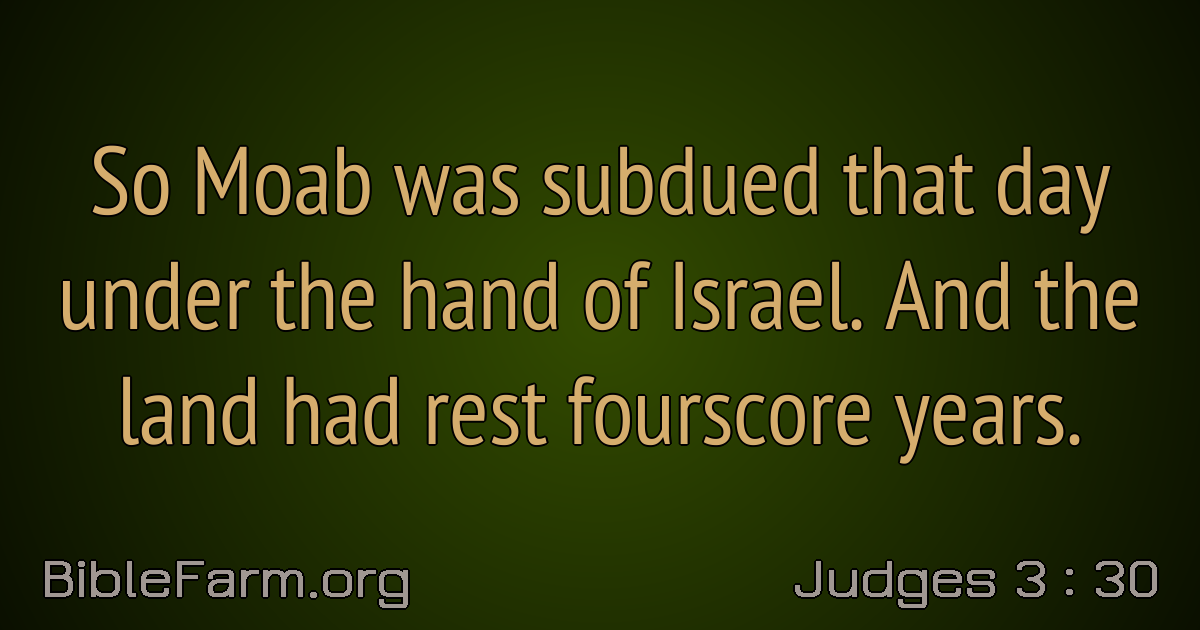 So Moab was subdued that day
under the hand of Israel. And the
land had rest fourscore years.
BibleFarm.org
Judges 3 : 30